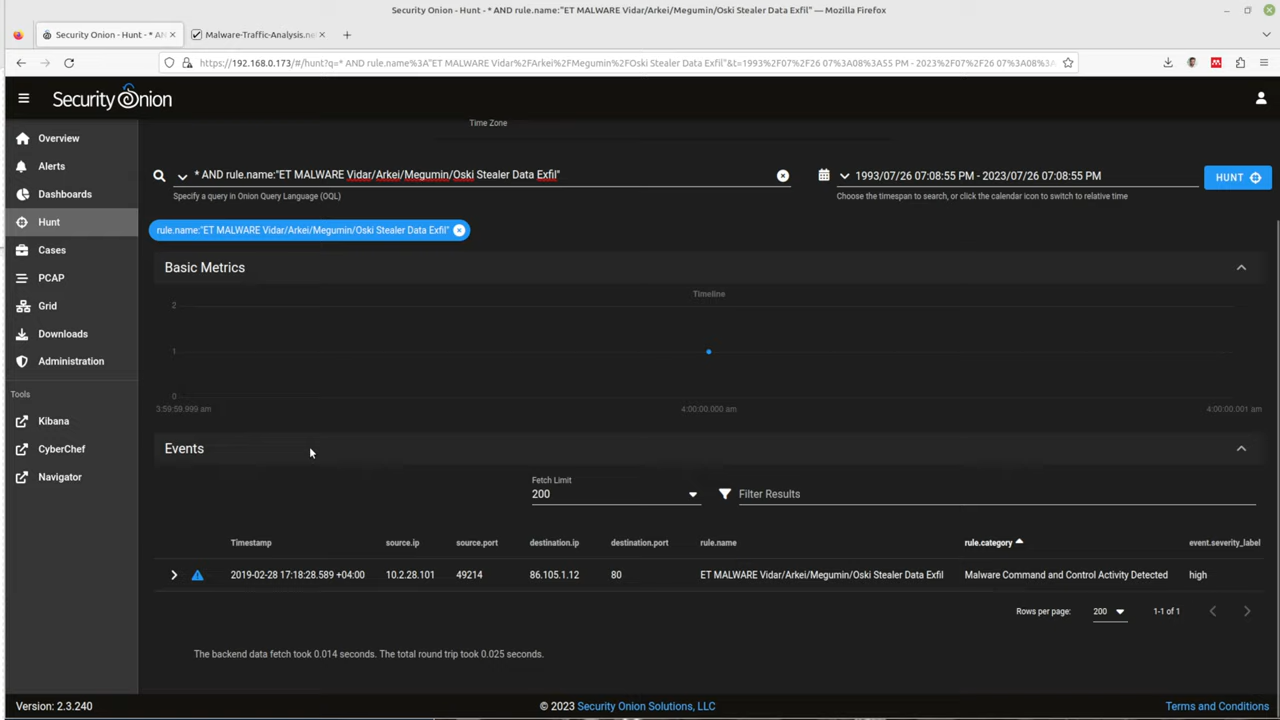 Security Onion - Hunt - * AND rule.name:"ET MALWARE Vidar/Arkei/Megumin/Oski Stealer Data Exfil" — Mozilla Firefox
Security Onion - Hunt - * AN
Malware-Traffic-Analysis.ne
https://192.168.0.173/#/hunt?q=* AND rule.name%3A"ET MALWARE Vidar%2FArkei%2FMegumin%2FOski Stealer Data Exfil"&t=1993%2F07%2F26 07%3A08%3A55 PM - 2023%2F07%2F26 07%3A08%3A
Security Onion
Time Zone
Overview
Alerts
Dashboards
Hunt
Cases
PCAP
Grid
Downloads
Administration
Tools
Kibana
CyberChef
Navigator
* AND rule.name:"ET MALWARE Vidar/Arkei/Megumin/Oski Stealer Data Exfil"
1993/07/26 07:08:55 PM - 2023/07/26 07:08:55 PM
HUNT
Specify a query in Onion Query Language (OQL)
Choose the timespan to search, or click the calendar icon to switch to relative time
rule.name:"ET MALWARE Vidar/Arkei/Megumin/Oski Stealer Data Exfil"
Basic Metrics
Timeline
2
1
0
3:59:59.999 am 4:00:00.000 am 4:00:00.001 am
Events
Fetch Limit
200
Filter Results
Timestamp source.ip source.port destination.ip destination.port rule.name rule.category event.severity_label
2019-02-28 17:18:28.589 +04:00 10.2.28.101 49214 86.105.1.12 80 ET MALWARE Vidar/Arkei/Megumin/Oski Stealer Data Exfil Malware Command and Control Activity Detected high
Rows per page: 200 1-1 of 1
The backend data fetch took 0.014 seconds. The total round trip took 0.025 seconds.
Version: 2.3.240
© 2023 Security Onion Solutions, LLC
Terms and Conditions